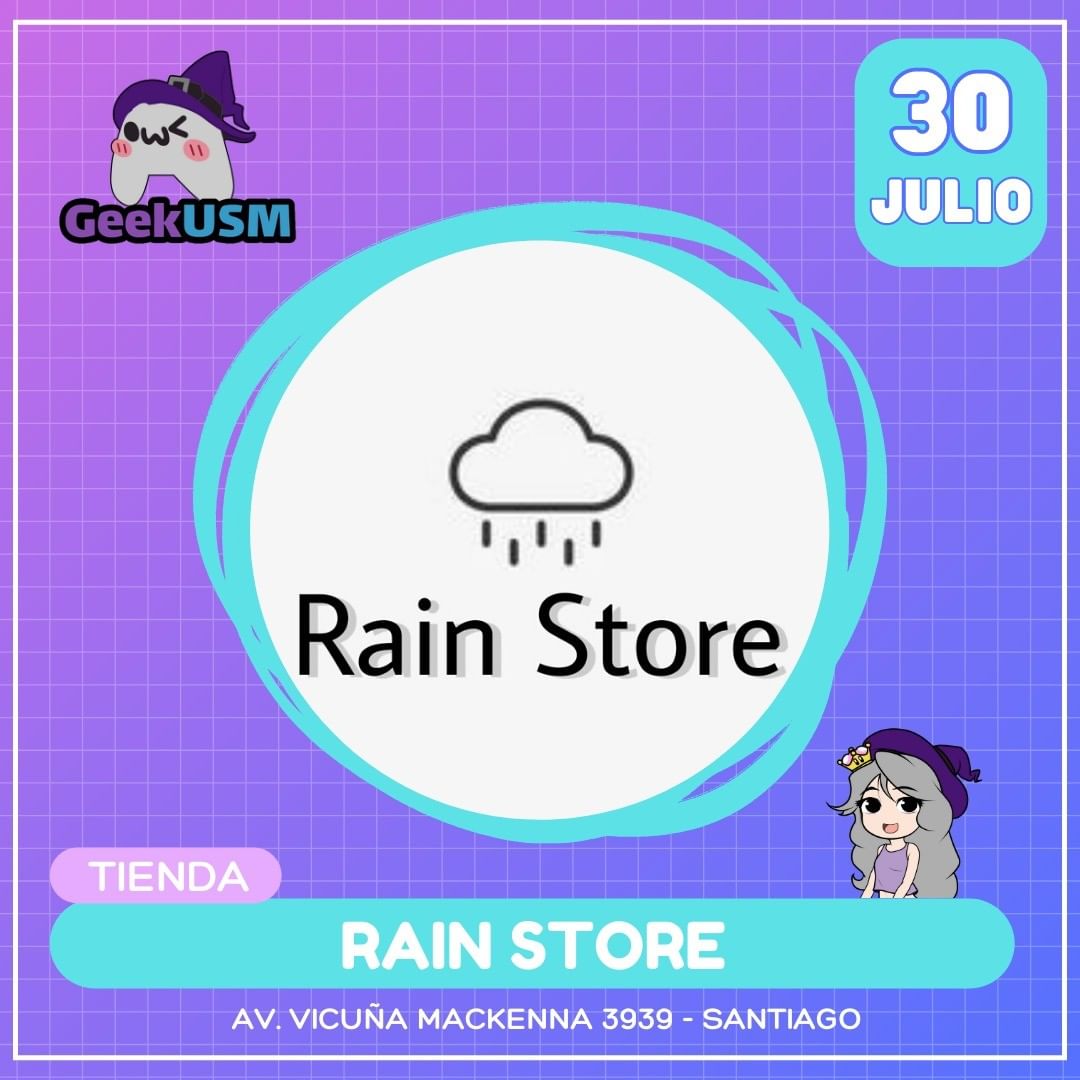 GeekUSM
30
JULIO
Rain Store
TIENDA
RAIN STORE
AV. VICUÑA MACKENNA 3939 - SANTIAGO